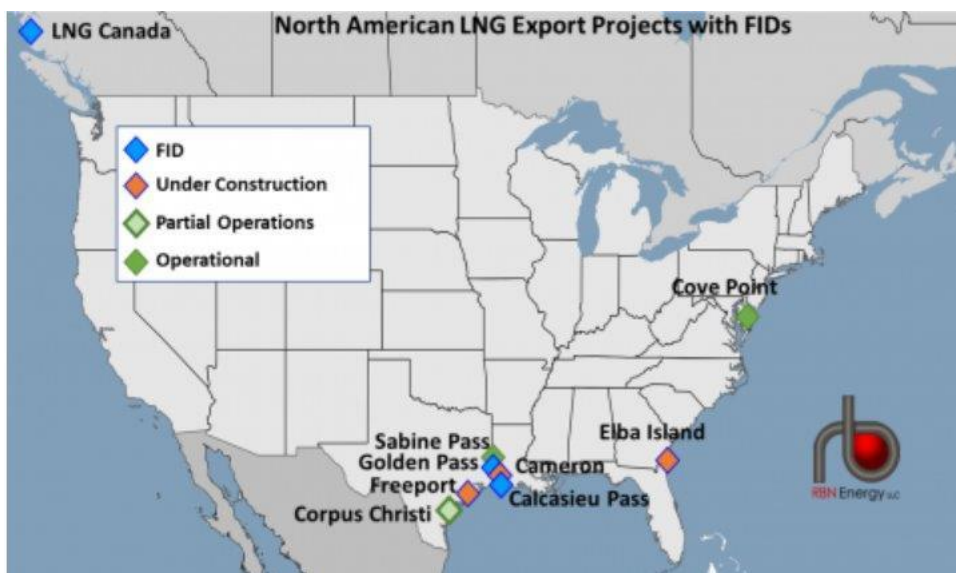 North American LNG Export Projects with FIDs
LNG Canada
FID
Under Construction
Partial Operations
Operational
Cove Point
Elba Island
Sabine Pass
Golden Pass
Cameron
Freeport
Calcasieu Pass
Corpus Christi
RBN Energy LLC